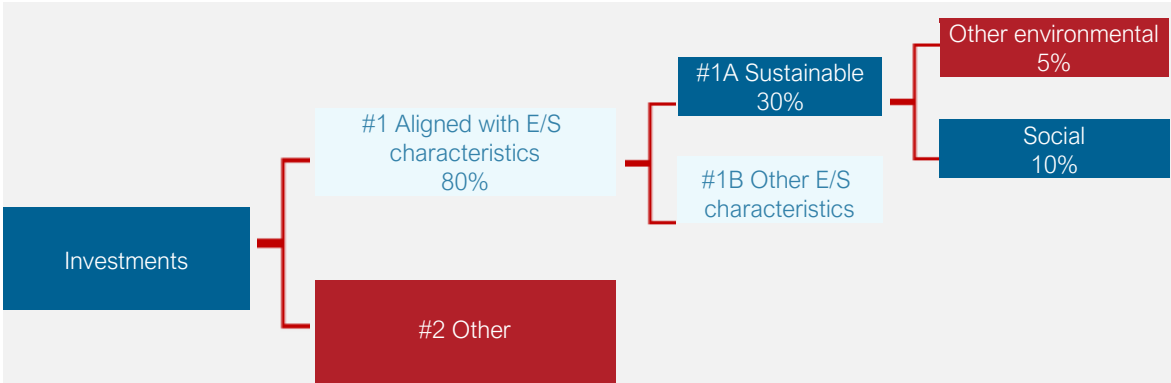 Investments
#1 Aligned with E/S
characteristics
80%
#2 Other
#1A Sustainable
30%
#1B Other E/S
characteristics
Other environmental
5%
Social
10%